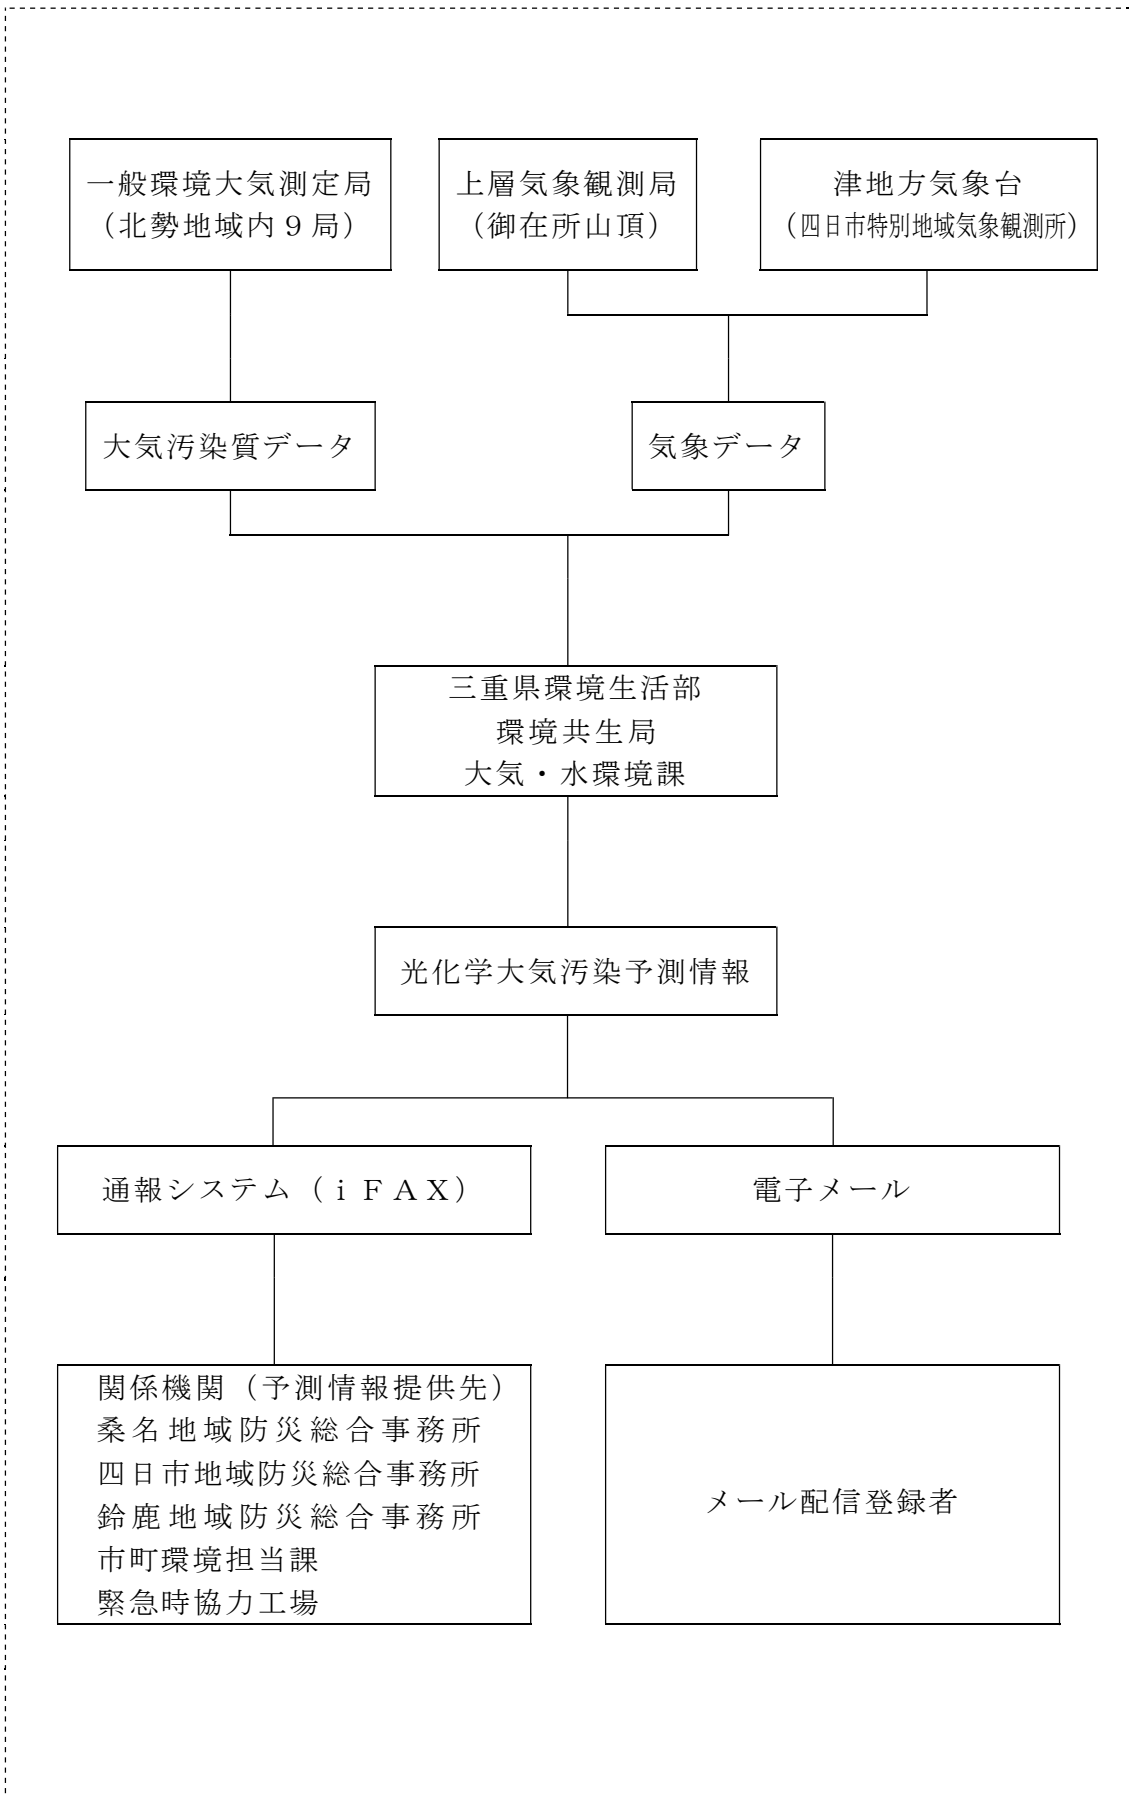 一般環境大気測定局
（北勢地域内９局）
上層気象観測局
（御在所山頂）
津地方気象台
（四日市特別地域気象観測所）
大気汚染質データ
気象データ
三重県環境生活部
環境共生局
大気・水環境課
光化学大気汚染予測情報
通報システム（ｉＦＡＸ）
電子メール
関係機関（予測情報提供先）
桑名地域防災総合事務所
四日市地域防災総合事務所
鈴鹿地域防災総合事務所
市町環境担当課
緊急時協力工場
メール配信登録者